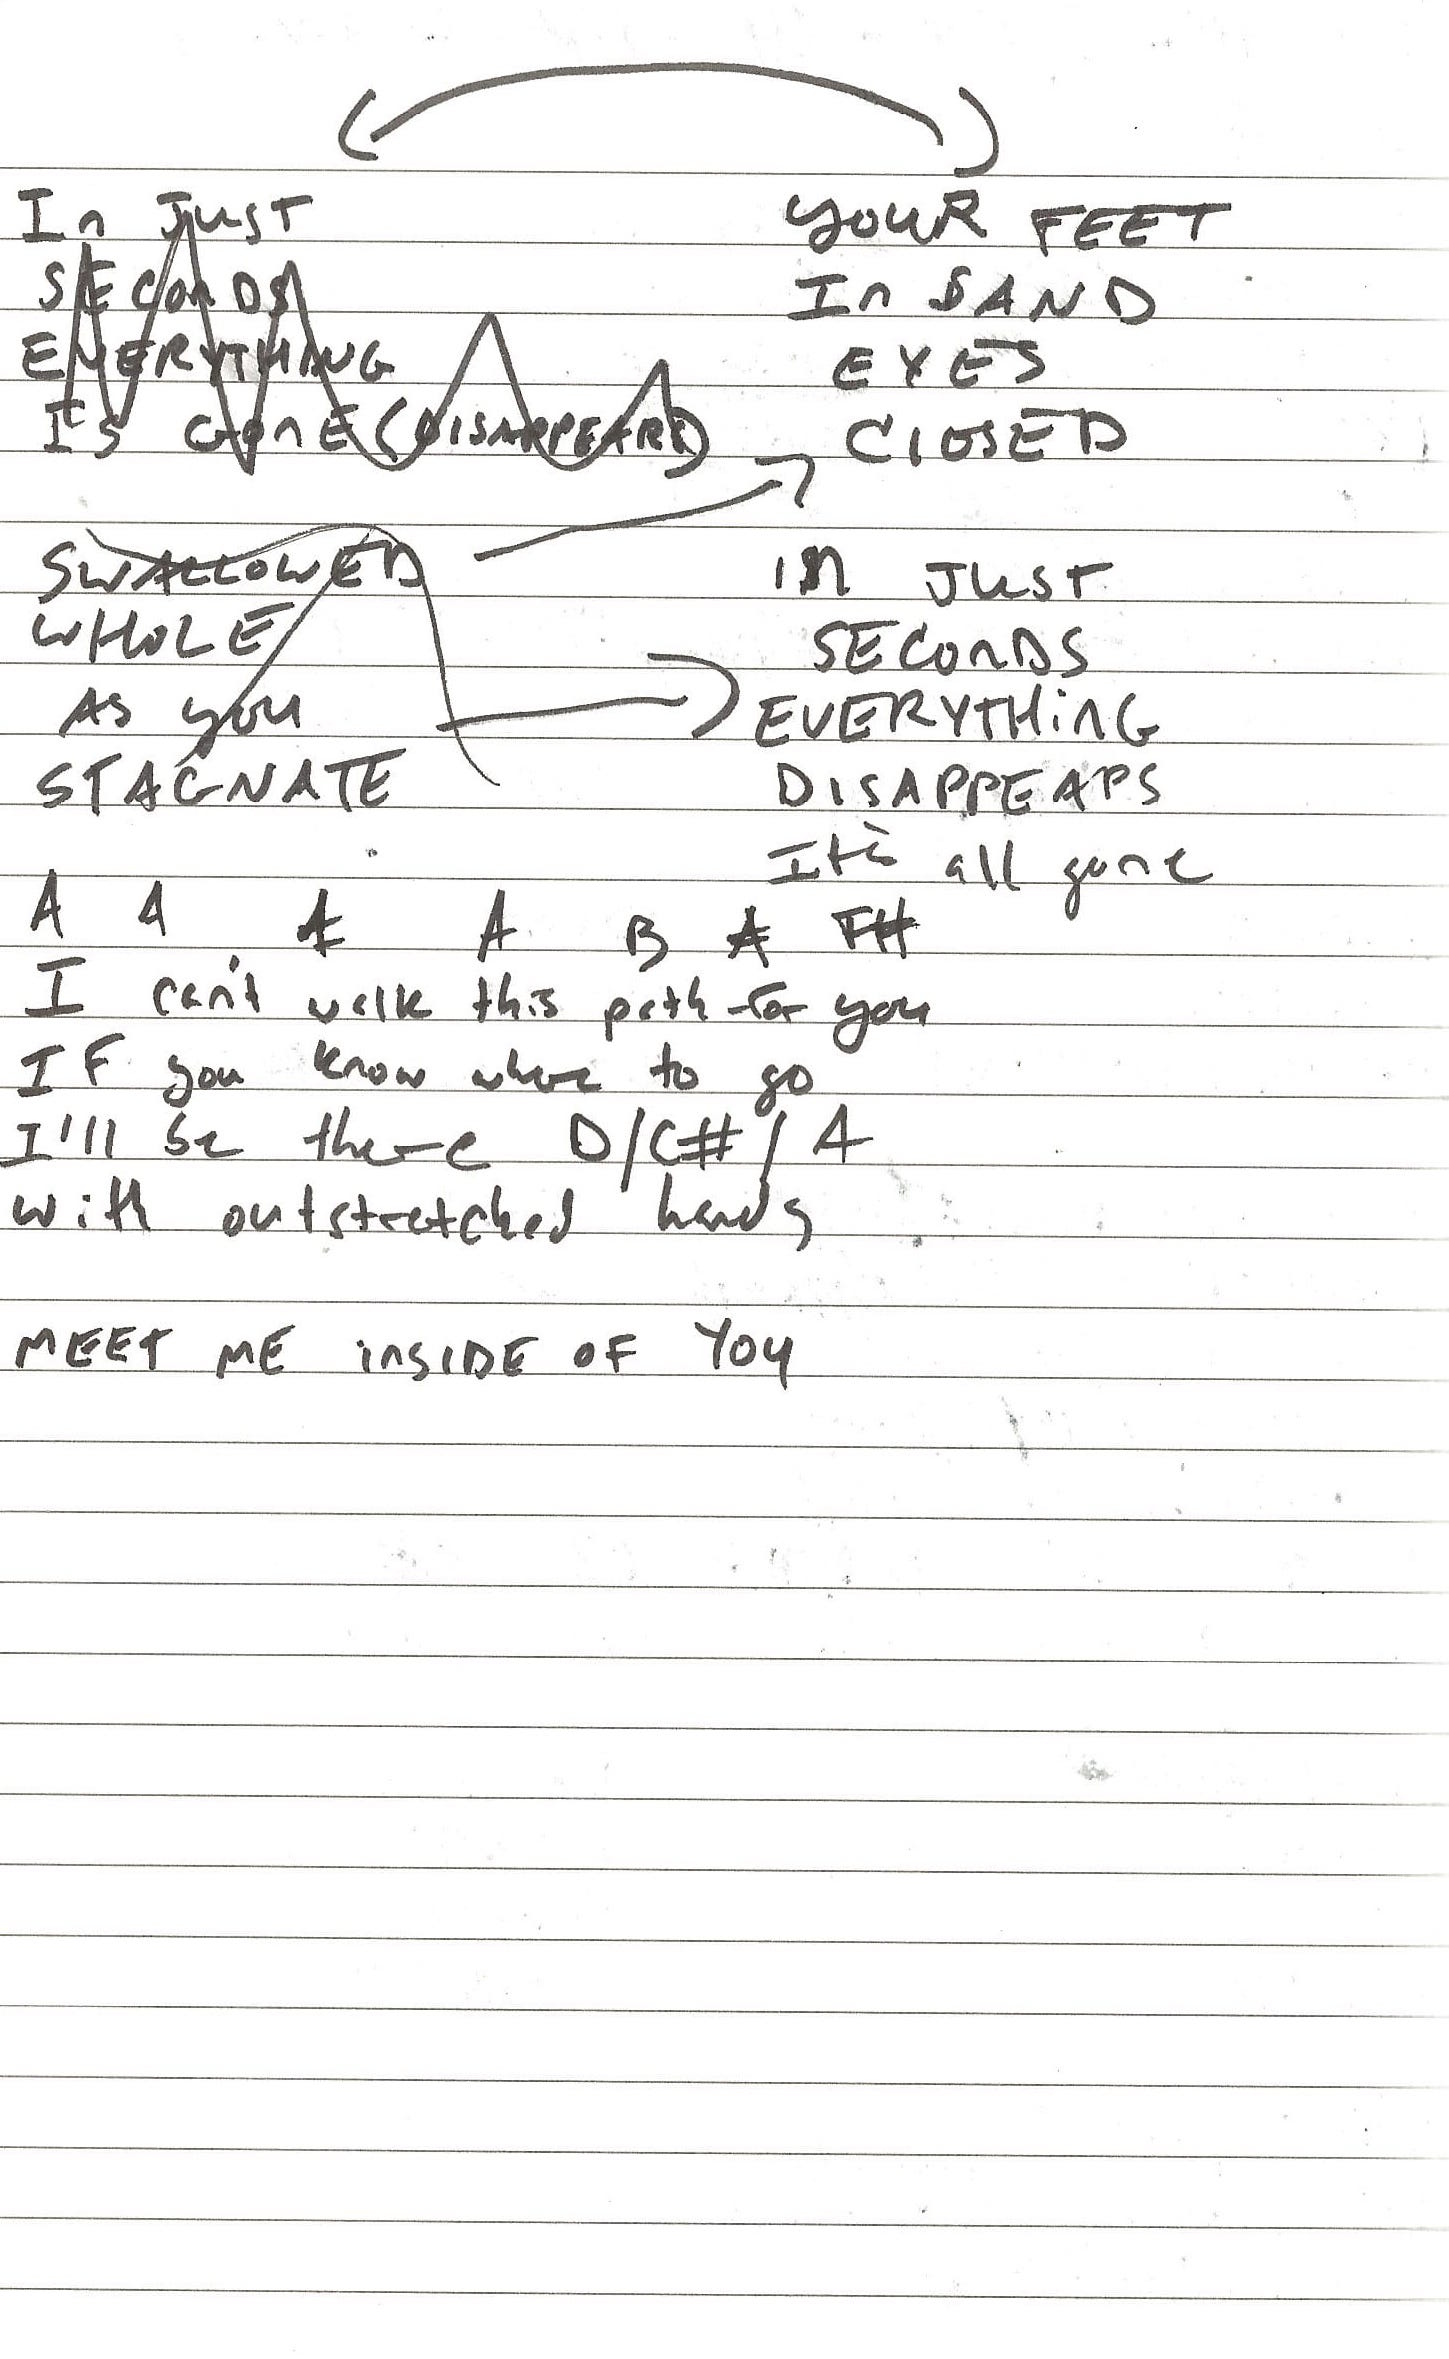 In JUST
SECONDS
EVERYTHING
IS GONE (DISAPPEARED)
SWALLOWED
WHOLE
AS YOU
STAGNATE
YOUR FEET
In SAND
EYES
CLOSED
IN JUST
SECONDS
EVERYTHiNG
DISAPPEARS
It's all gone
A A A A B A F#
I can't walk this path for you
IF you know where to go
I'll be there D/C#/A
with outstretched hands
MEET ME inSIDE OF YOU